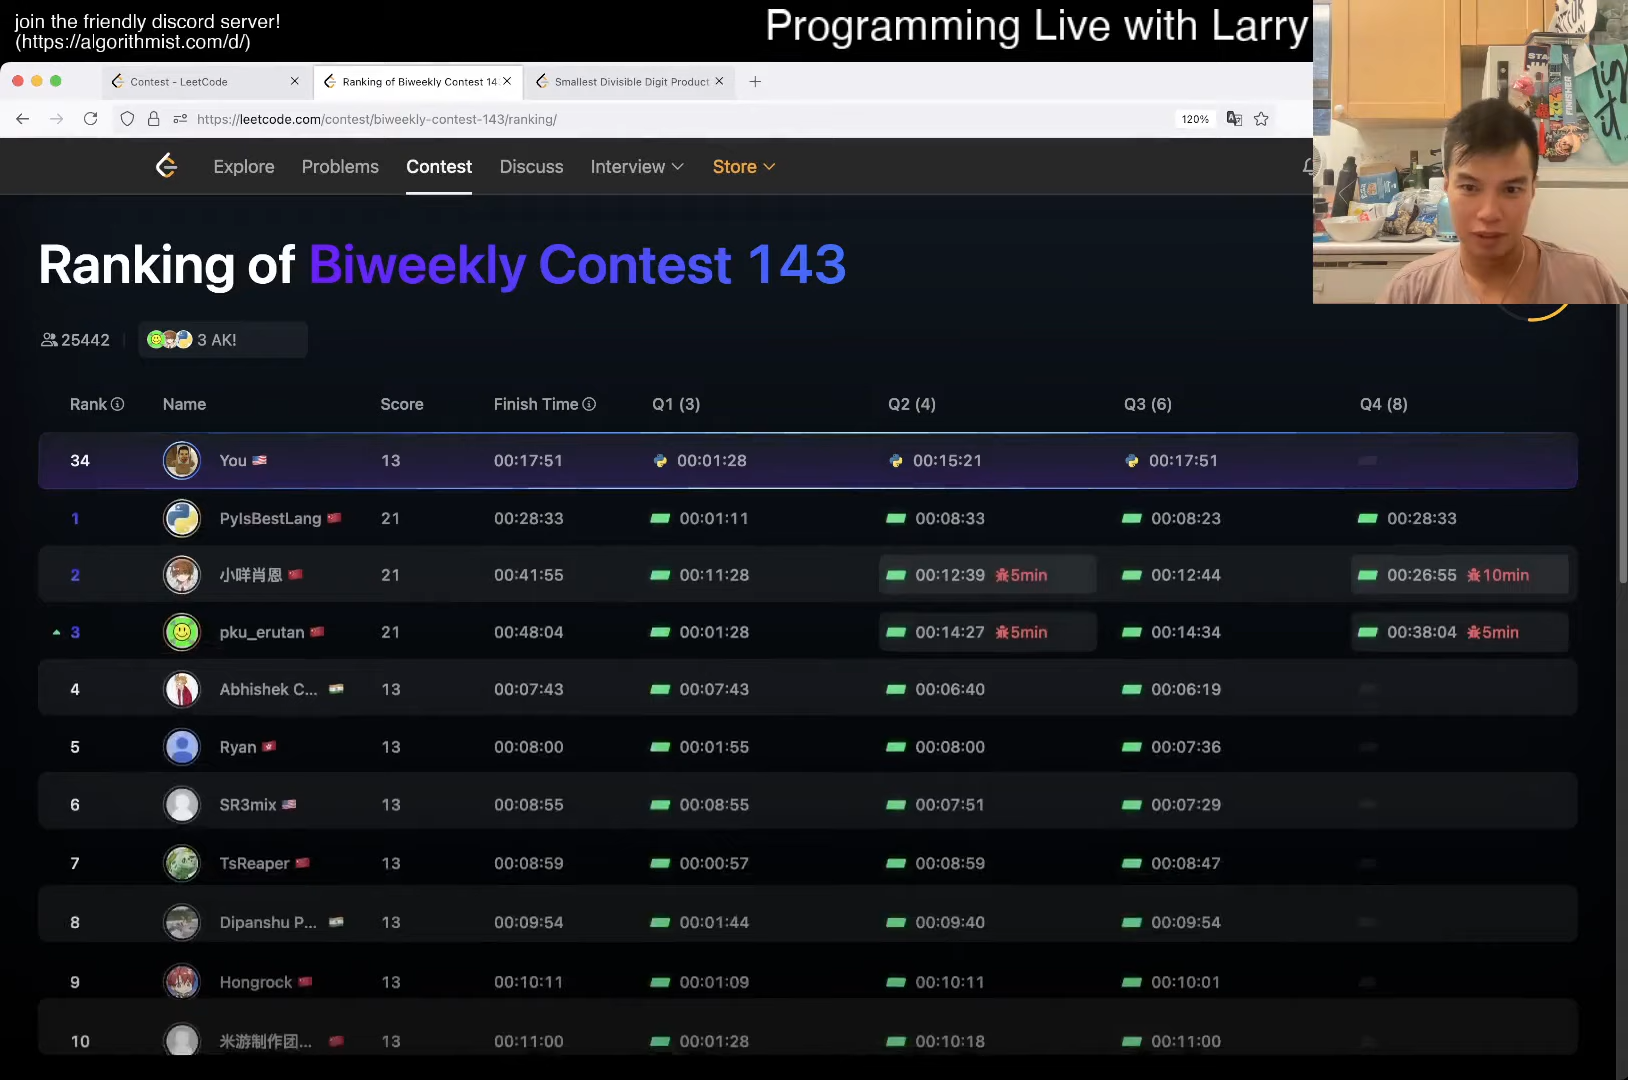 join the friendly discord server!
(https://algorithmist.com/d/)
Programming Live with Larry
Contest - LeetCode
Ranking of Biweekly Contest 14
Smallest Divisible Digit Product
https://leetcode.com/contest/biweekly-contest-143/ranking/
120%
Explore Problems Contest Discuss Interview Store
Ranking of Biweekly Contest 143
25442 3 AK!
Rank Name Score Finish Time Q1 (3) Q2 (4) Q3 (6) Q4 (8)
34 You 13 00:17:51 00:01:28 00:15:21 00:17:51
1 PyIsBestLang 21 00:28:33 00:01:11 00:08:33 00:08:23 00:28:33
2 小咩肖恩 21 00:41:55 00:11:28 00:12:39 5min 00:12:44 00:26:55 10min
3 pku_erutan 21 00:48:04 00:01:28 00:14:27 5min 00:14:34 00:38:04 5min
4 Abhishek C... 13 00:07:43 00:07:43 00:06:40 00:06:19
5 Ryan 13 00:08:00 00:01:55 00:08:00 00:07:36
6 SR3mix 13 00:08:55 00:08:55 00:07:51 00:07:29
7 TsReaper 13 00:08:59 00:00:57 00:08:59 00:08:47
8 Dipanshu P... 13 00:09:54 00:01:44 00:09:40 00:09:54
9 Hongrock 13 00:10:11 00:01:09 00:10:11 00:10:01
10 米游制作团... 13 00:11:00 00:01:28 00:10:18 00:11:00